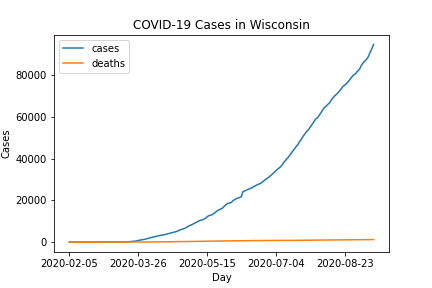 COVID-19 Cases in Wisconsin
cases
deaths
80000
60000
40000
20000
0
Cases
2020-02-05 2020-03-26 2020-05-15 2020-07-04 2020-08-23
Day